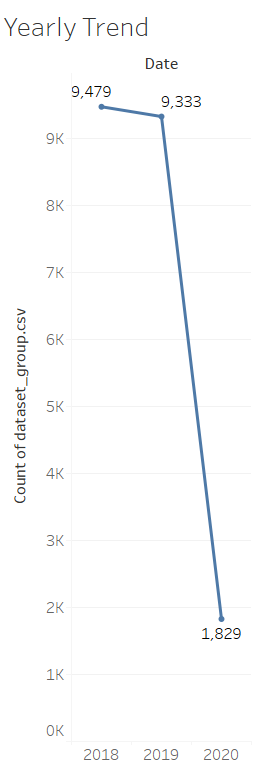 Yearly Trend
Date
9,479
9,333
9K
8K
7K
6K
5K
4K
3K
2K
1K
0K
Count of dataset_group.csv
1,829
2018 2019 2020